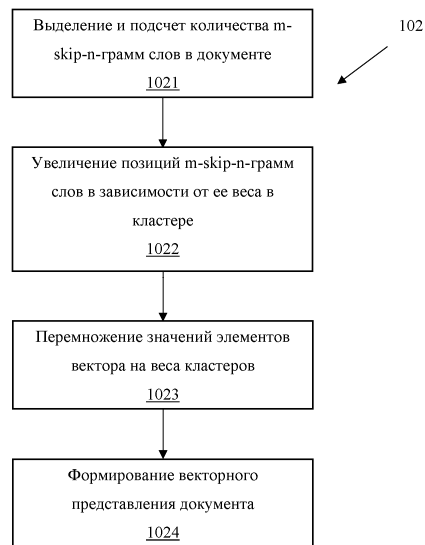 Выделение и подсчет количества m-
skip-n-грамм слов в документе
1021
102
Увеличение позиций m-skip-n-грамм
слов в зависимости от ее веса в
кластере
1022
Перемножение значений элементов
вектора на веса кластеров
1023
Формирование векторного
представления документа
1024